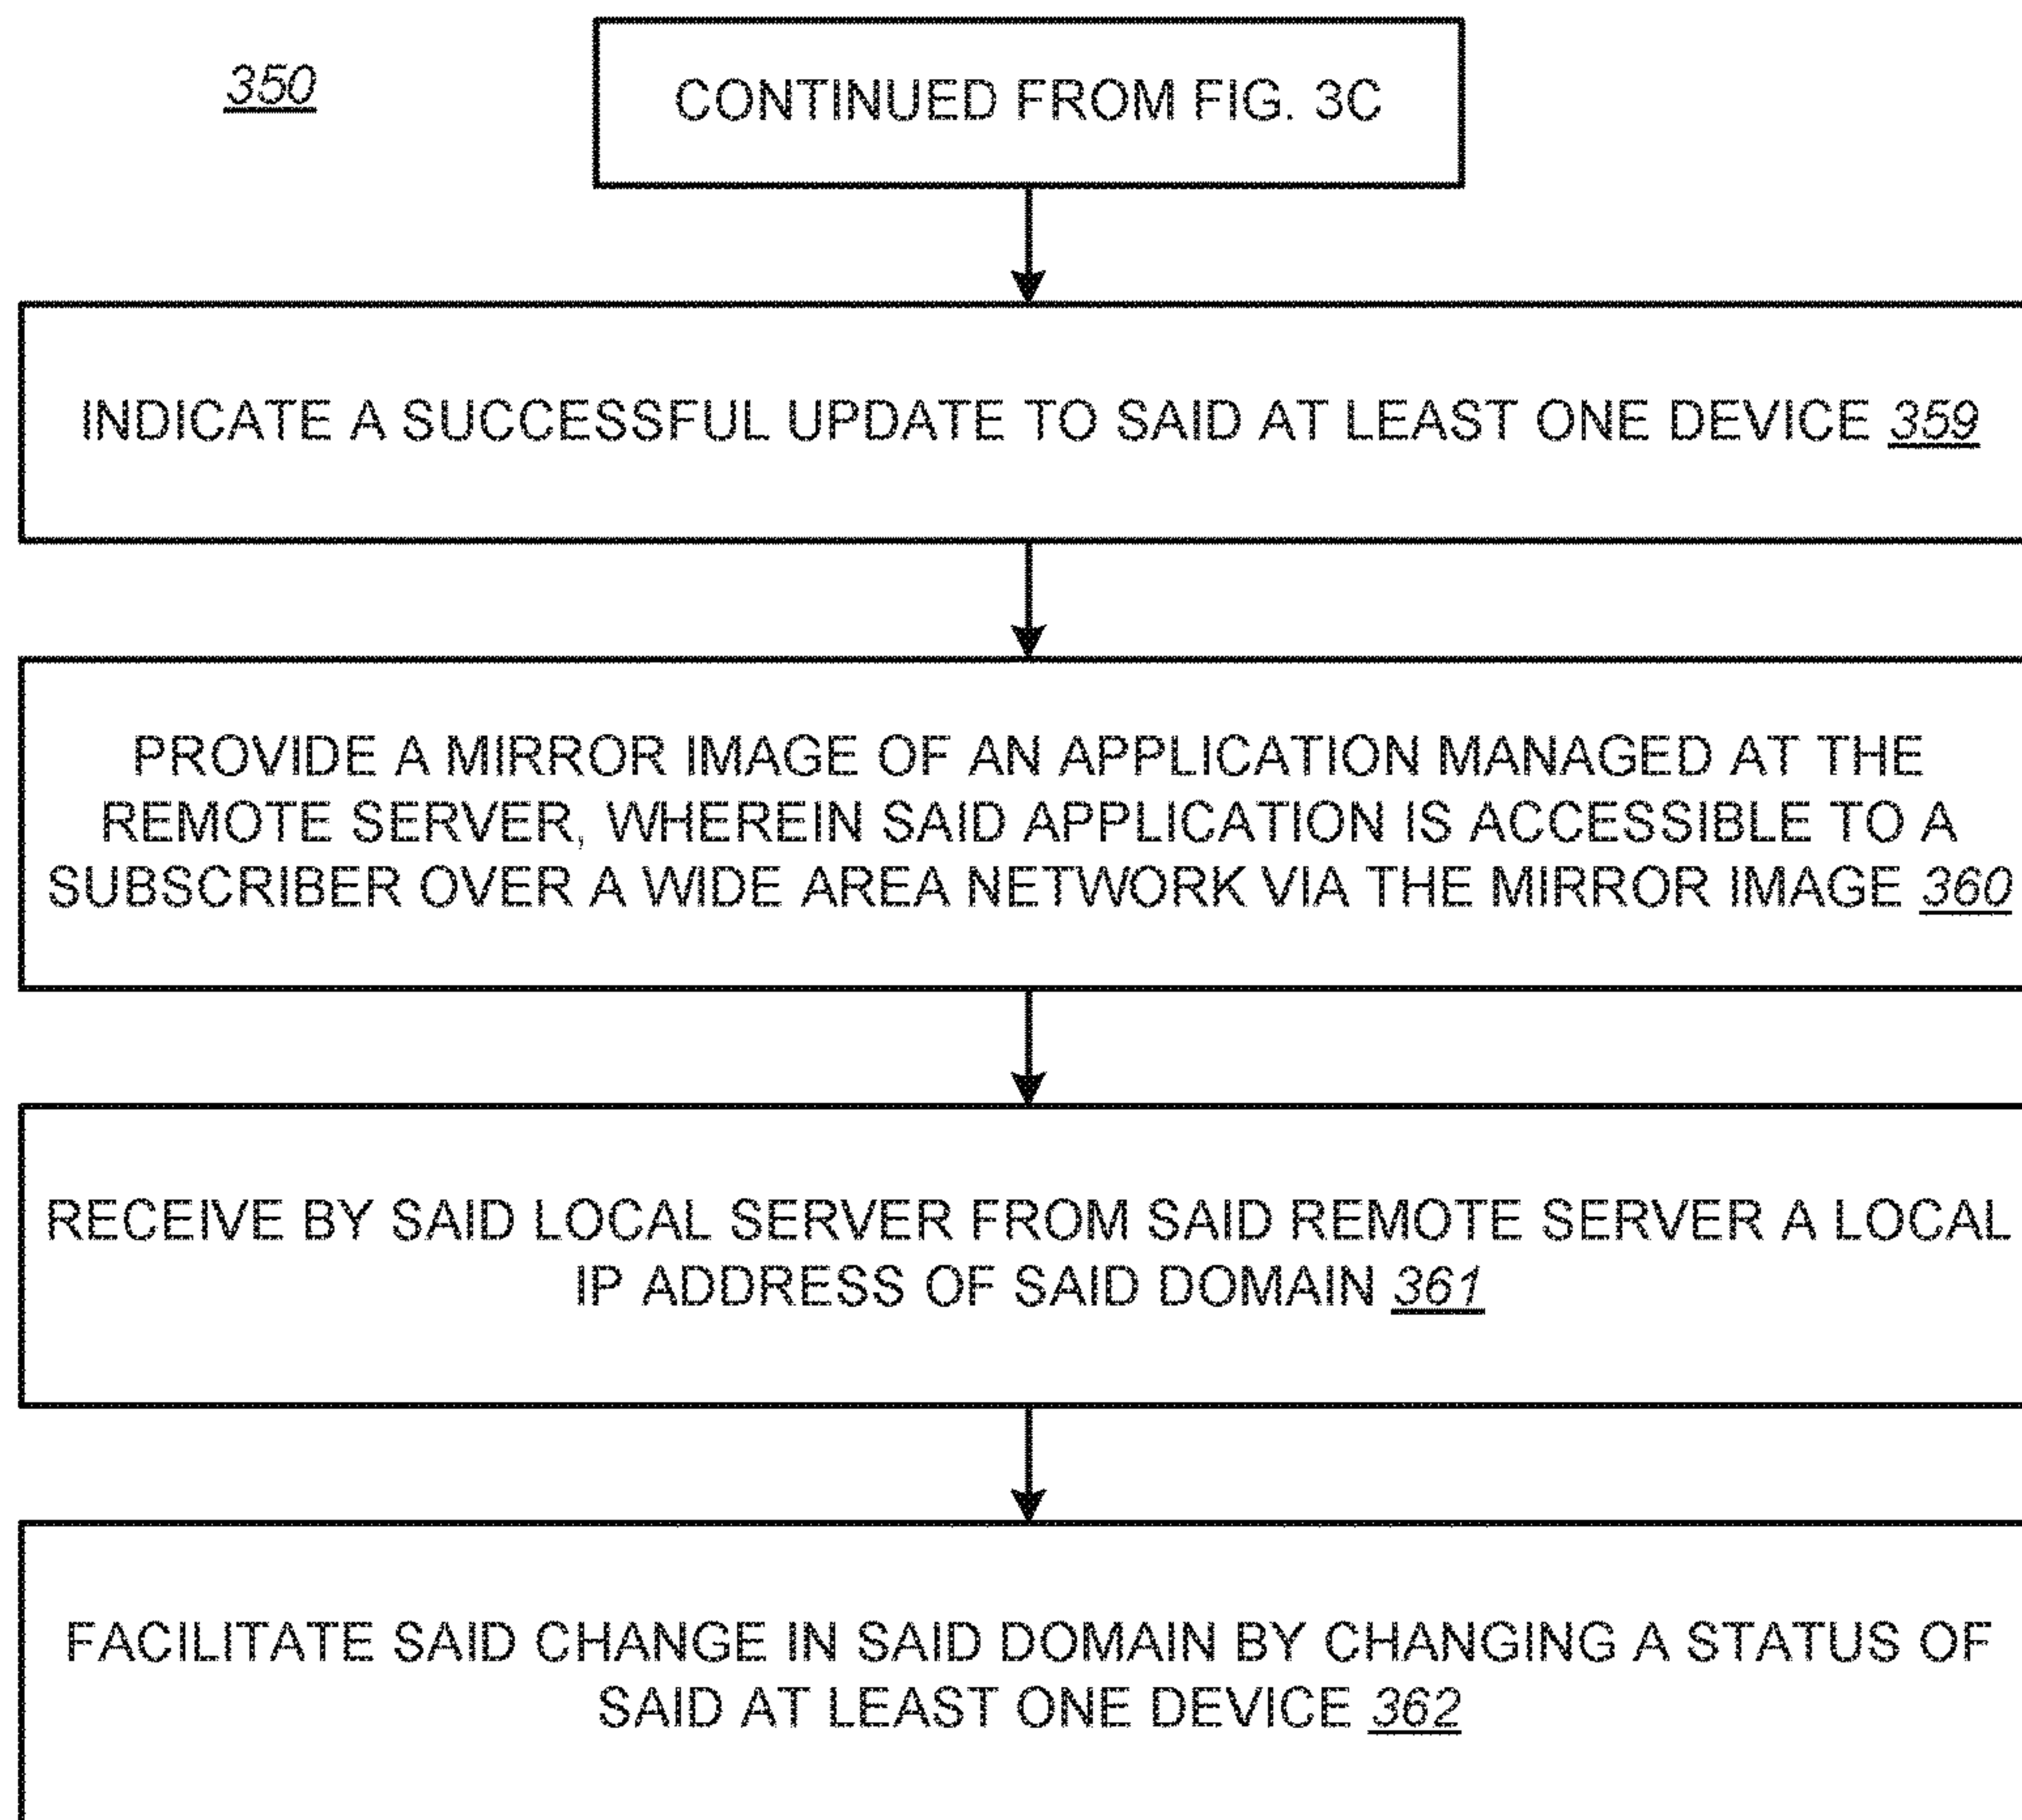 350
CONTINUED FROM FIG. 3C
INDICATE A SUCCESSFUL UPDATE TO SAID AT LEAST ONE DEVICE 359
PROVIDE A MIRROR IMAGE OF AN APPLICATION MANAGED AT THE
REMOTE SERVER, WHEREIN SAID APPLICATION IS ACCESSIBLE TO A
SUBSCRIBER OVER A WIDE AREA NETWORK VIA THE MIRROR IMAGE 360
RECEIVE BY SAID LOCAL SERVER FROM SAID REMOTE SERVER A LOCAL
IP ADDRESS OF SAID DOMAIN 361
FACILITATE SAID CHANGE IN SAID DOMAIN BY CHANGING A STATUS OF
SAID AT LEAST ONE DEVICE 362